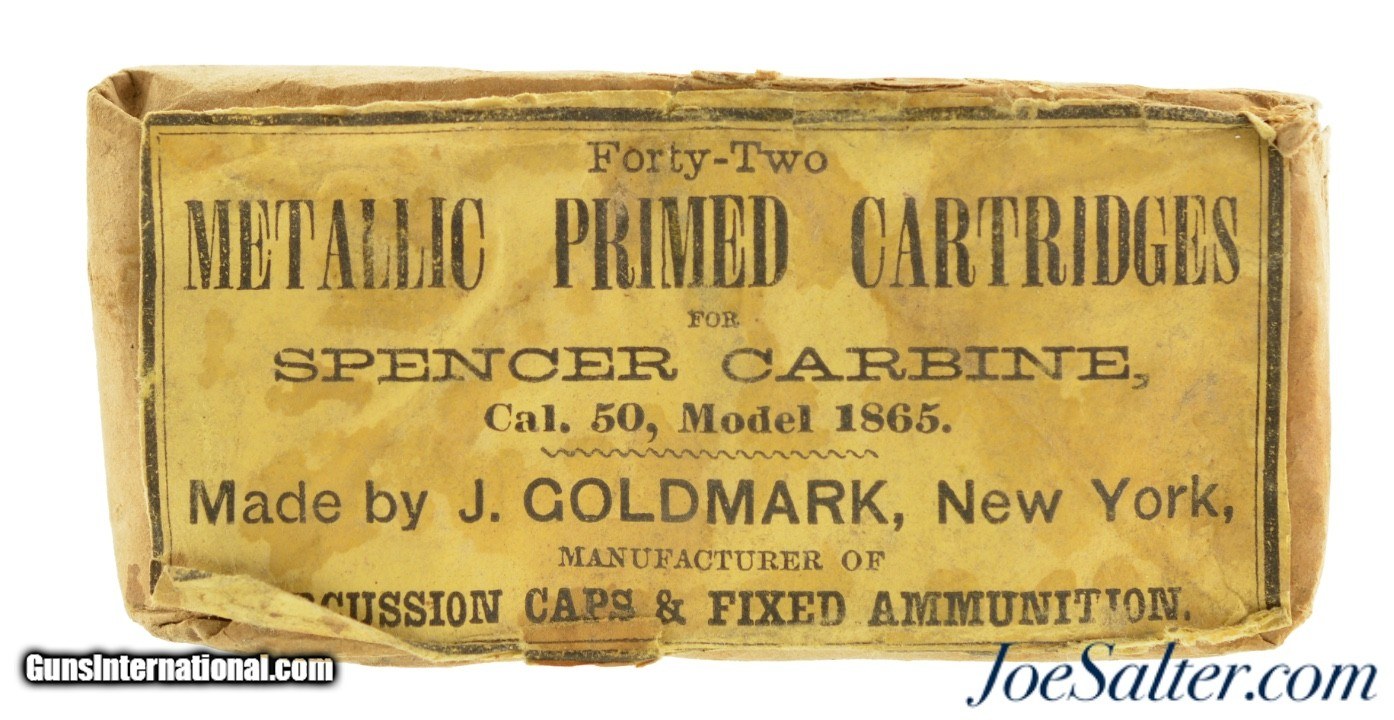 Forty-Two
METALLIC PRIMED CARTRIDGES
FOR
SPENCER CARBINE,
Cal. 50, Model 1865.
Made by J. GOLDMARK, New York,
MANUFACTURER OF
CAPS & FIXED AMMUNITION.
GunsInternational.com
JoeSalter.com